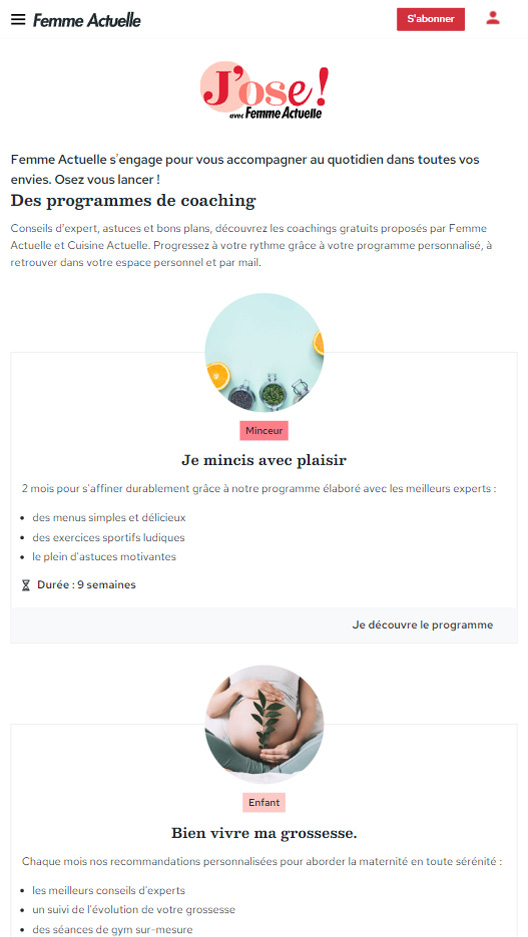 Femme Actuelle
S'abonner
J'ose!
avec Femme Actuelle
Femme Actuelle s'engage pour vous accompagner au quotidien dans toutes vos
envies. Osez vous lancer !
Des programmes de coaching
Conseils d'expert, astuces et bons plans, découvrez les coachings gratuits proposés par Femme
Actuelle et Cuisine Actuelle. Progressez à votre rythme grâce à votre programme personnalisé, à
retrouver dans votre espace personnel et par mail.
Minceur
Je mincis avec plaisir
2 mois pour s'affiner durablement grâce à notre programme élaboré avec les meilleurs experts :
des menus simples et délicieux
des exercices sportifs ludiques
le plein d'astuces motivantes
Durée : 9 semaines
Je découvre le programme
Enfant
Bien vivre ma grossesse.
Chaque mois nos recommandations personnalisées pour aborder la maternité en toute sérénité :
les meilleurs conseils d'experts
un suivi de l'évolution de votre grossesse
des séances de gym sur-mesure